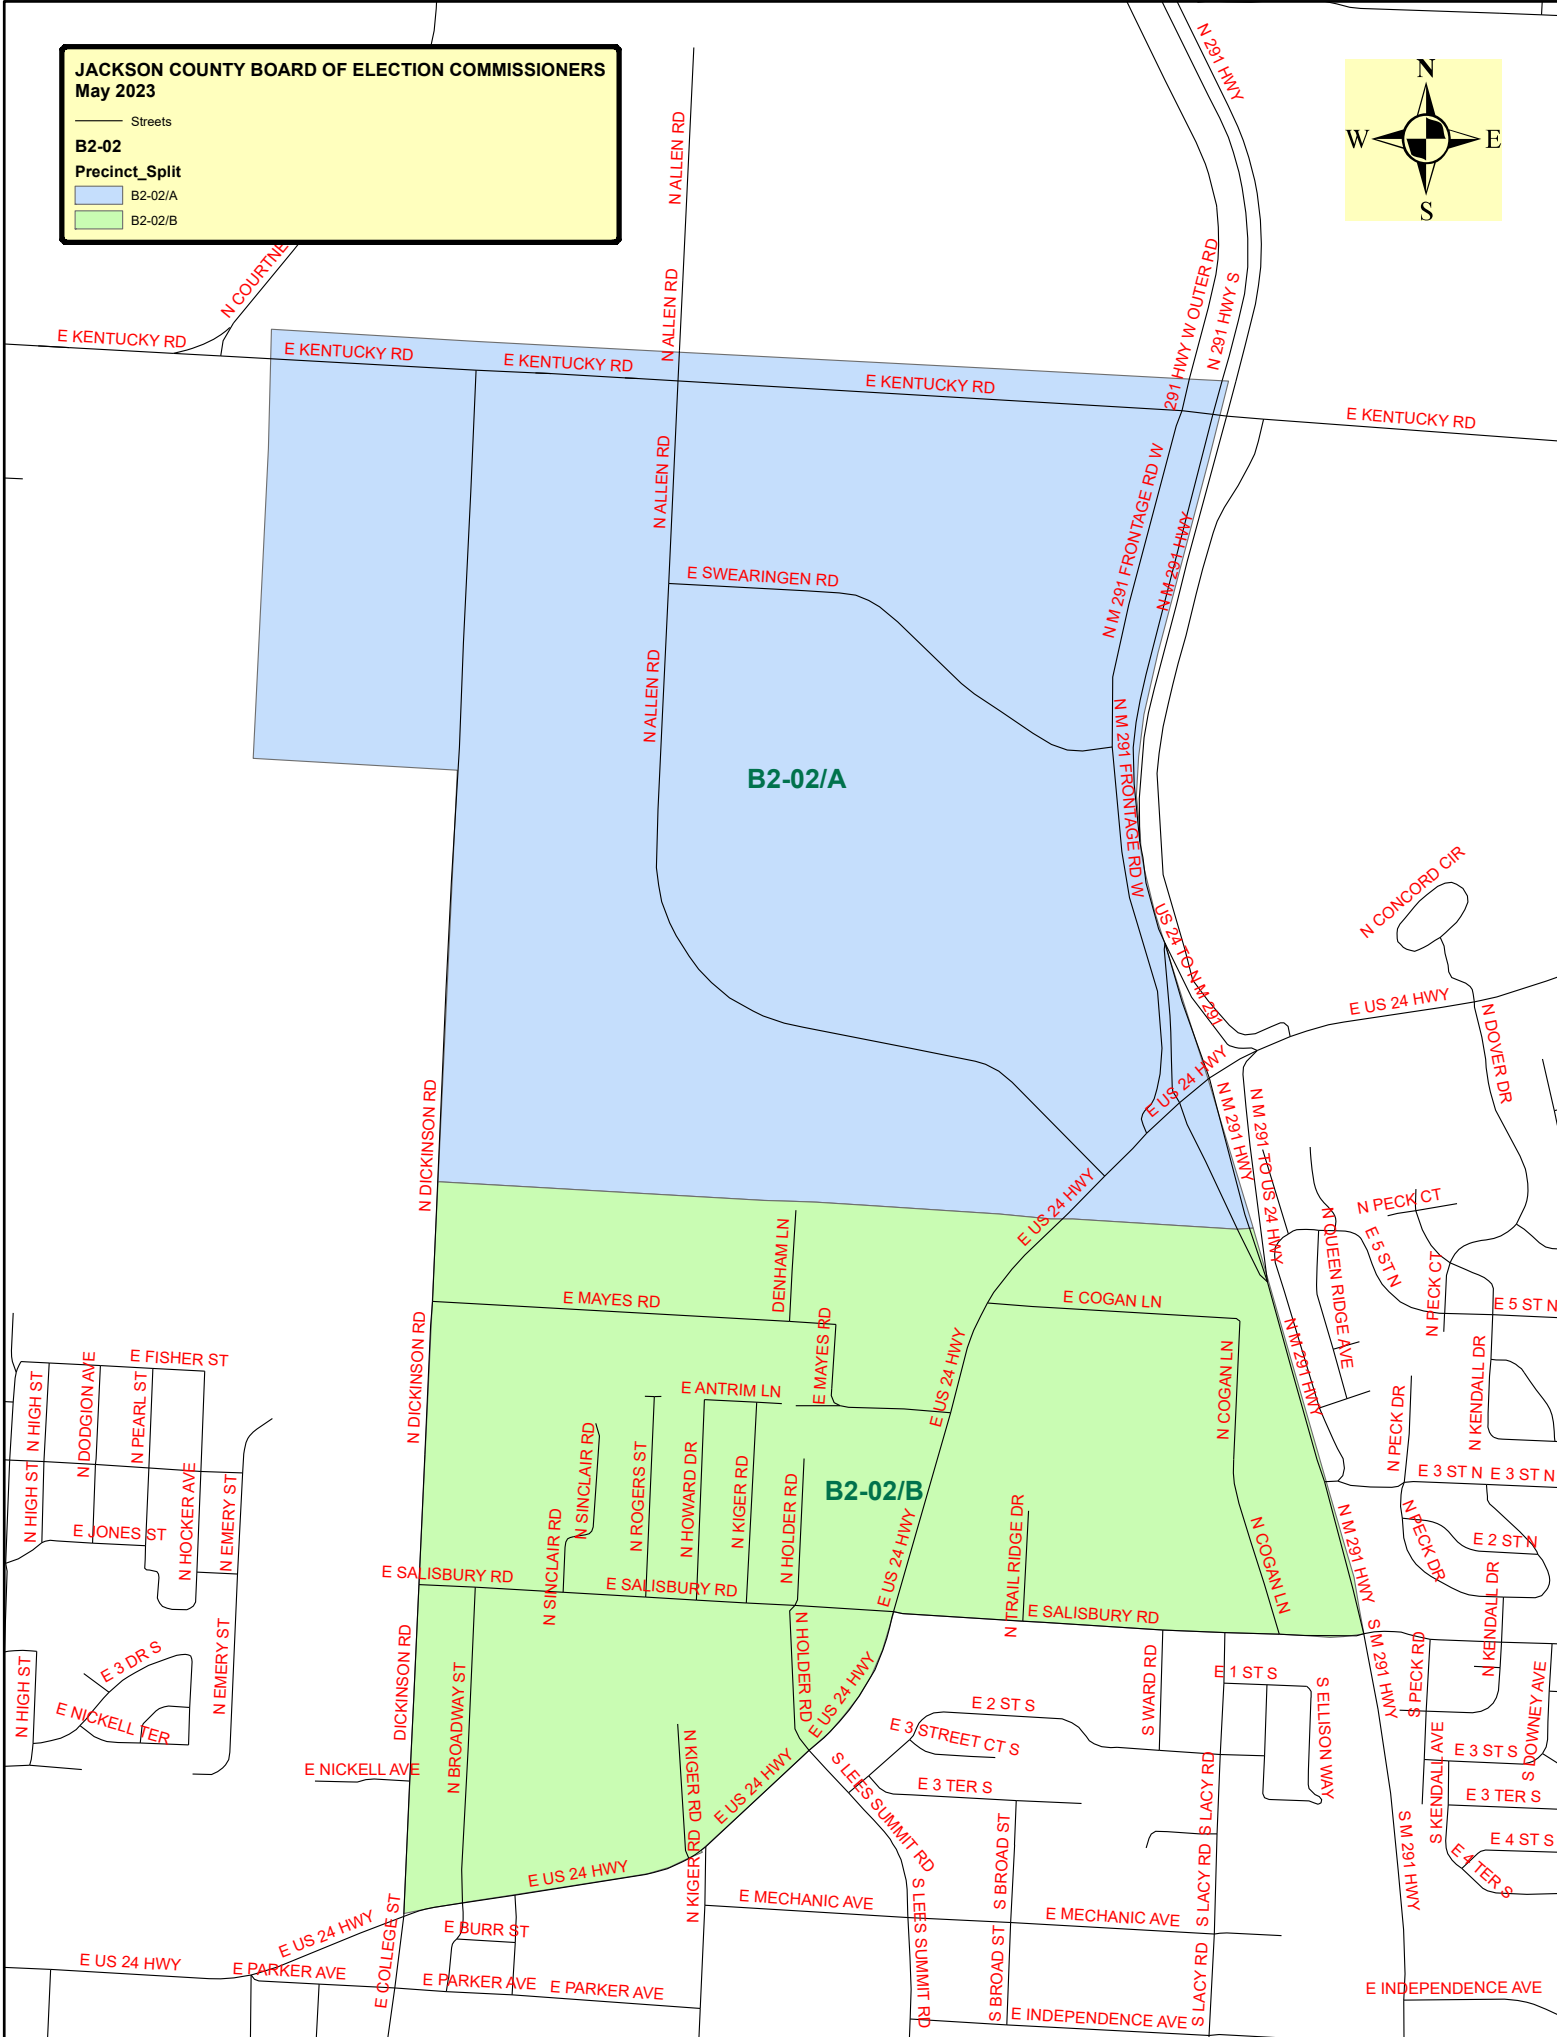 JACKSON COUNTY BOARD OF ELECTION COMMISSIONERS
May 2023
Streets
B2-02
Precinct_Split
B2-02/A
B2-02/B
N
W
E
S
N 291 HWY
N ALLEN RD
N ALLEN RD
N ALLEN RD
N COURTNE
291 HWY W OUTER RD
N 291 HWY S
E KENTUCKY RD
E KENTUCKY RD
E KENTUCKY RD
E KENTUCKY RD
E KENTUCKY RD
N ALLEN RD
N M 291 FRONTAGE RD W
N M 291 HWY
E SWEARINGEN RD
N ALLEN RD
N M 291 FRONTAGE RD W
B2-02/A
N CONCORD CIR
US 24 TO N M 291
E US 24 HWY
N DOVER DR
E US 24 HWY
N DICKINSON RD
N M 291 HWY
N M 291 TO US 24 HWY
E US 24 HWY
N PECK CT
N QUEEN RIDGE AVE
E 5 ST N
N PECK CT
DENHAM LN
E MAYES RD
E COGAN LN
E 5 ST N
N DICKINSON RD
E MAYES RD
E US 24 HWY
N COGAN LN
N M 291 HWY
N KENDALL DR
E FISHER ST
N HIGH ST
N DODGION AVE
N PEARL ST
E ANTRIM LN
N PECK DR
N SINCLAIR RD
N ROGERS ST
N HOWARD DR
N KIGER RD
N HOLDER RD
B2-02/B
E 3 ST N
E 3 ST N
N HIGH ST
N HOCKER AVE
N EMERY ST
E JONES ST
N SINCLAIR RD
E US 24 HWY
N TRAIL RIDGE DR
N COGAN LN
N M 291 HWY
N PECK DR
E 2 ST N
E SALISBURY RD
E SALISBURY RD
E SALISBURY RD
N KENDALL DR
N EMERY ST
DICKINSON RD
N BROADWAY ST
N HOLDER RD
E US 24 HWY
S WARD RD
E 1 ST S
S ELLISON WAY
S M 291 HWY
S PECK RD
S DOWNEY AVE
N HIGH ST
E 3 DR S
E NICKELL TER
E 2 ST S
E 3 STREET CT S
E 3 ST S
E NICKELL AVE
N KIGER RD
E US 24 HWY
S LEES SUMMIT RD
E 3 TER S
S LACY RD
S KENDALL AVE
E 3 TER S
S BROAD ST
S M 291 HWY
E 4 ST S
E 4 TER S
E US 24 HWY
N KIGER RD
E MECHANIC AVE
E MECHANIC AVE
S LACY RD
S LEES SUMMIT RD
E US 24 HWY
E COLLEGE ST
E BURR ST
S BROAD ST
S LACY RD
E US 24 HWY
E PARKER AVE
E PARKER AVE
E PARKER AVE
E INDEPENDENCE AVE
E INDEPENDENCE AVE